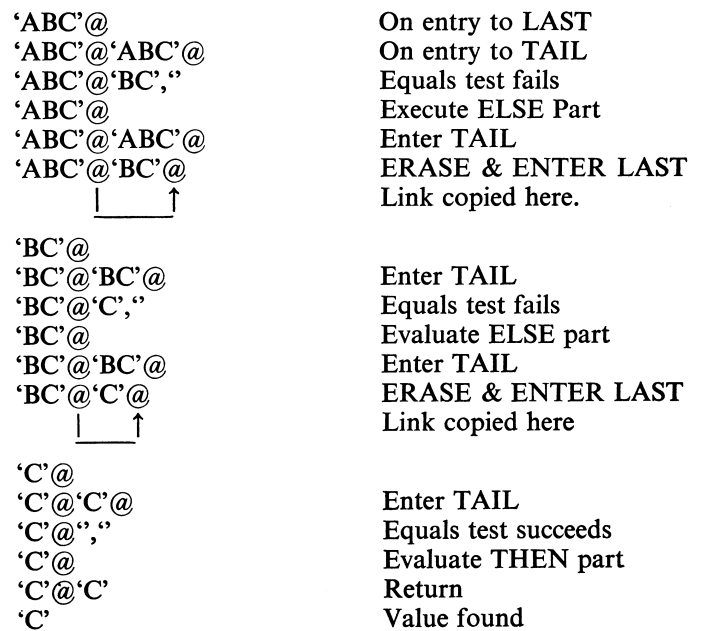 ‘ABC’@ On entry to LAST
‘ABC’@‘ABC’@ On entry to TAIL
‘ABC’@‘BC’,‘’ Equals test fails
‘ABC’@ Execute ELSE Part
‘ABC’@‘ABC’@ Enter TAIL
‘ABC’@‘BC’@ ERASE & ENTER LAST
Link copied here.
‘BC’@
‘BC’@‘BC’@ Enter TAIL
‘BC’@‘C’,‘’ Equals test fails
‘BC’@ Evaluate ELSE part
‘BC’@‘BC’@ Enter TAIL
‘BC’@‘C’@ ERASE & ENTER LAST
Link copied here
‘C’@
‘C’@‘C’@ Enter TAIL
‘C’@‘’,‘’ Equals test succeeds
‘C’@ Evaluate THEN part
‘C’@‘C’ Return
‘C’ Value found